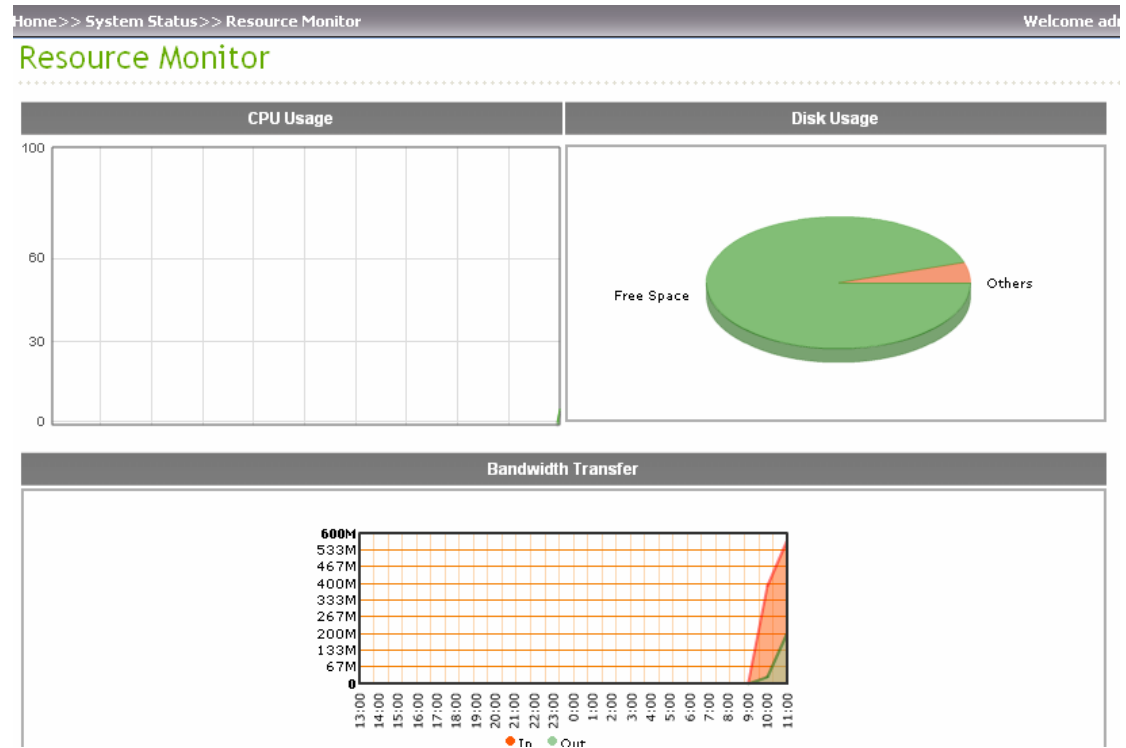 Home>> System Status>> Resource Monitor
Welcome adm
Resource Monitor
CPU Usage
Disk Usage
100
60
30
0
Free Space
Others
Bandwidth Transfer
600M
533M
467M
400M
333M
267M
200M
133M
67M
0
13:00
14:00
15:00
16:00
17:00
18:00
19:00
20:00
21:00
22:00
23:00
0:00
1:00
2:00
3:00
4:00
5:00
6:00
7:00
8:00
9:00
10:00
11:00
In
Out